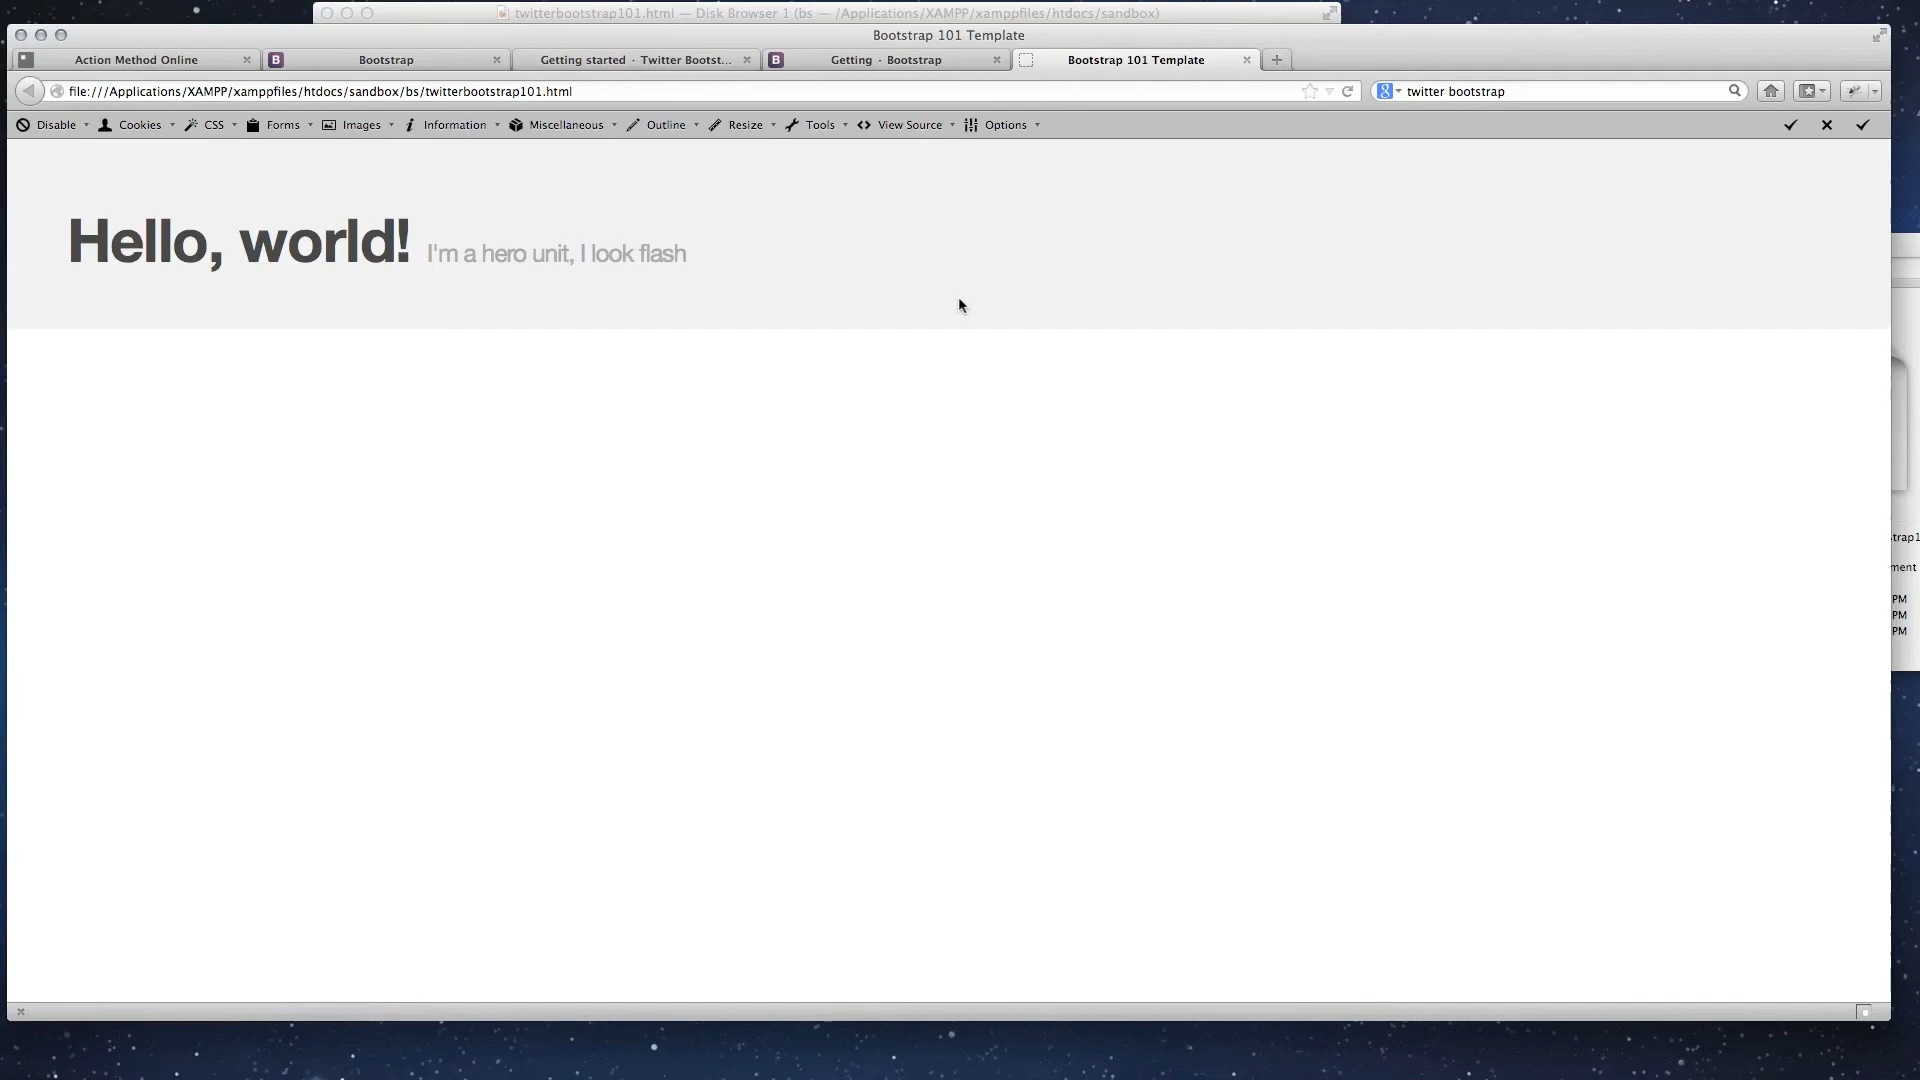 twitterbootstrap101.html — Disk Browser 1 (bs — /Applications/XAMPP/xamppfiles/htdocs/sandbox)
Bootstrap 101 Template
Action Method Online
Bootstrap
Getting started · Twitter Bootst...
Getting · Bootstrap
Bootstrap 101 Template
file:///Applications/XAMPP/xamppfiles/htdocs/sandbox/bs/twitterbootstrap101.html
twitter bootstrap
Disable Cookies CSS Forms Images Information Miscellaneous Outline Resize Tools View Source Options
Hello, world! I'm a hero unit, I look flash
trap1
ment
PM
PM
PM